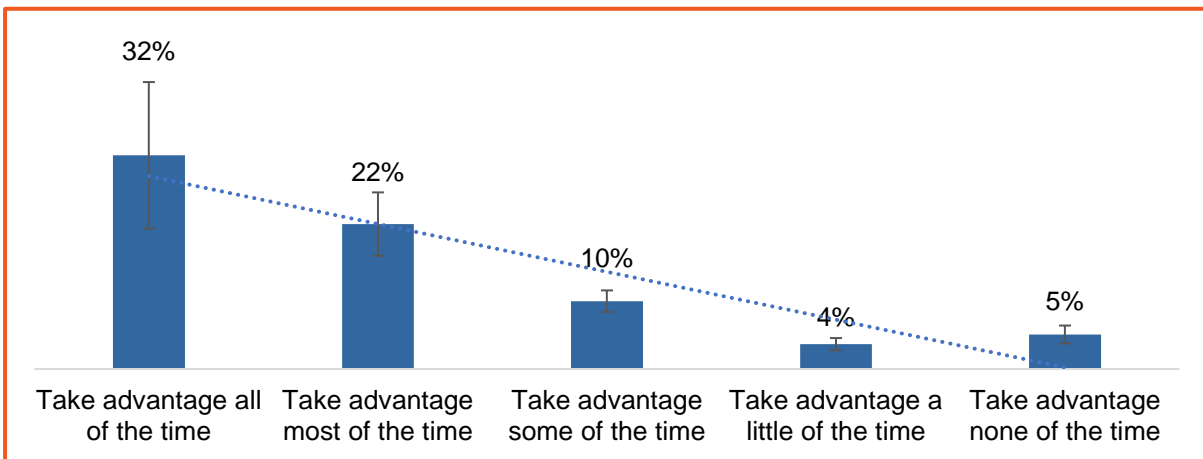 32%
22%
10%
4%
5%
Take advantage all
of the time
Take advantage
most of the time
Take advantage
some of the time
Take advantage a
little of the time
Take advantage
none of the time